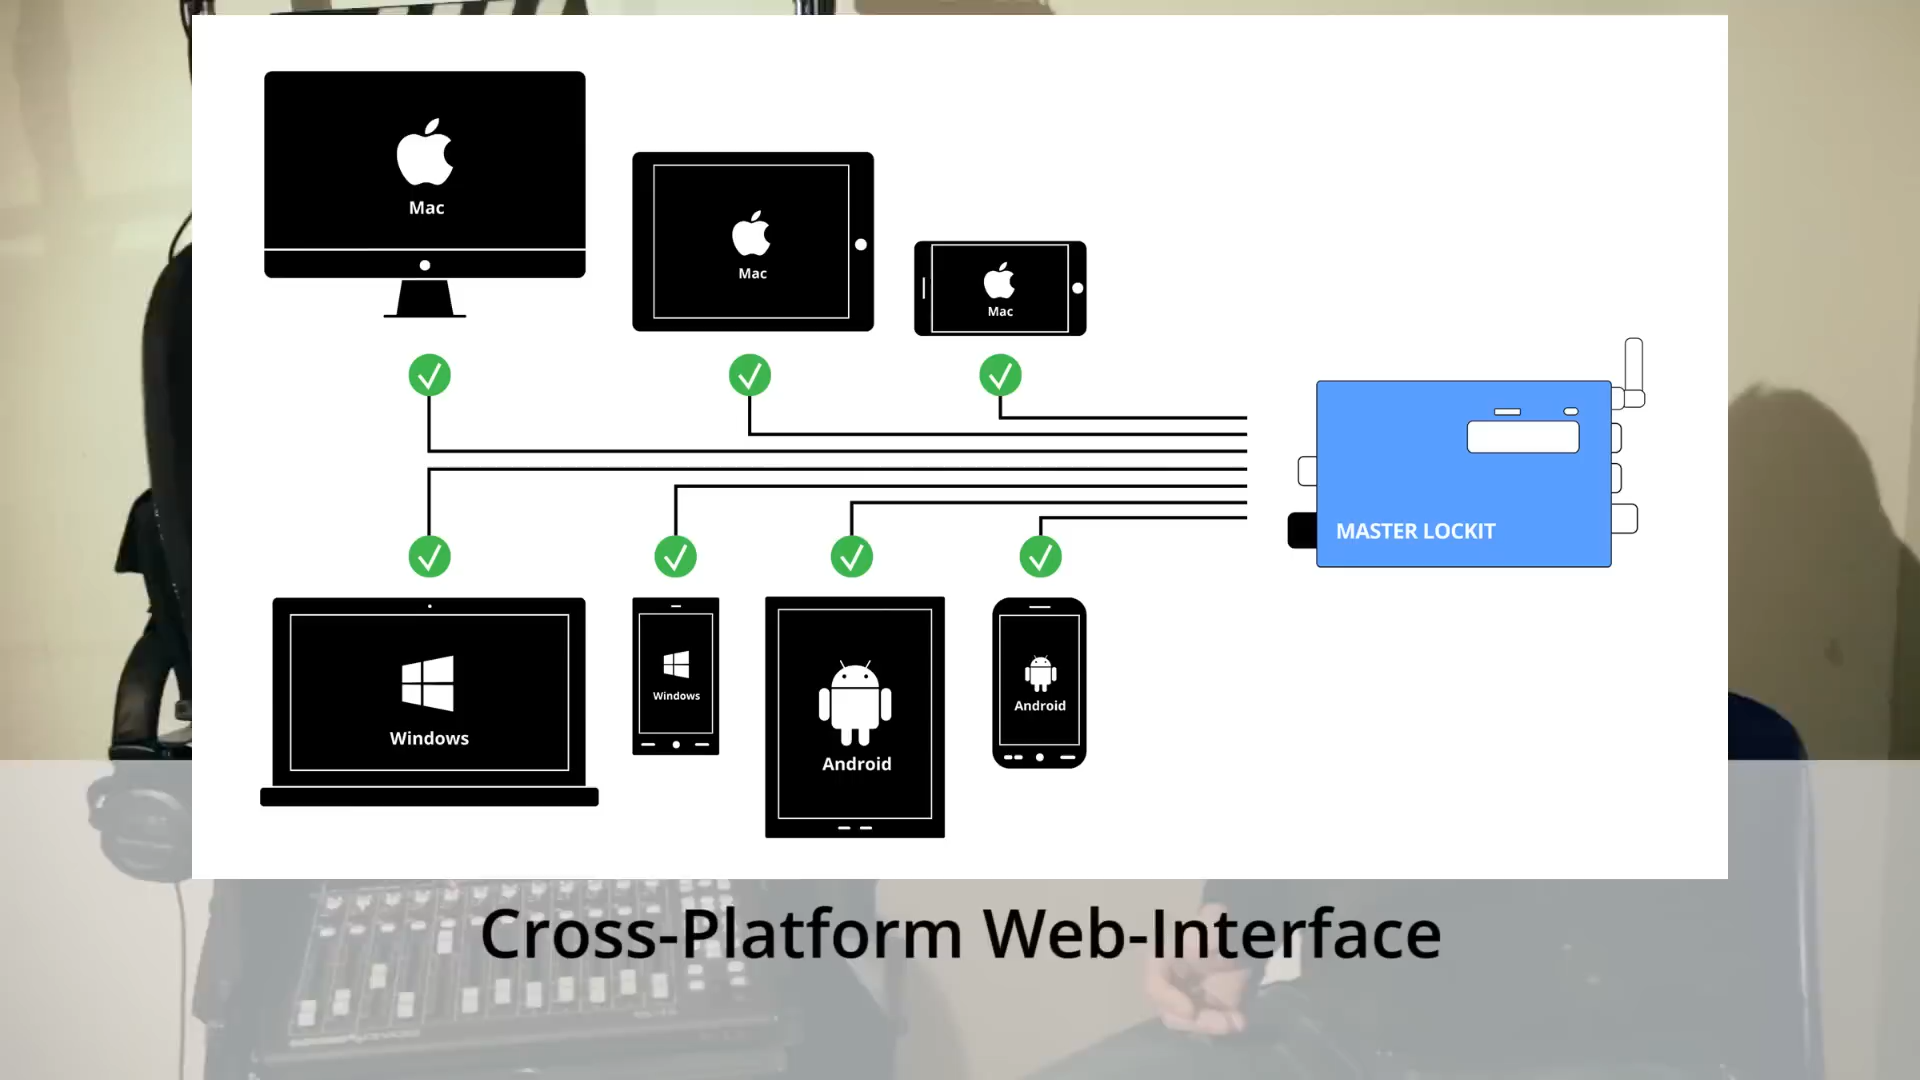 Mac
Mac
Mac
MASTER LOCKIT
Windows
Windows
Android
Android
Cross-Platform Web-Interface